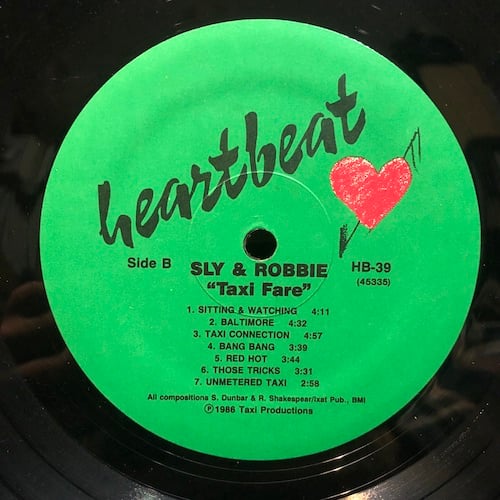 heartbeat
Side B
SLY & ROBBIE
HB-39
"Taxi Fare"
(45335)
1. SITTING & WATCHING 4:11
2. BALTIMORE 4:32
3. TAXI CONNECTION 4:57
4. BANG BANG 3:39
5. RED HOT 3:44
6. THOSE TRICKS 3:31
7. UNMETERED TAXI 2:58
All compositions S. Dunbar & R. Shakespear/Ixat Pub., BMI
Ⓟ1986 Taxi Productions